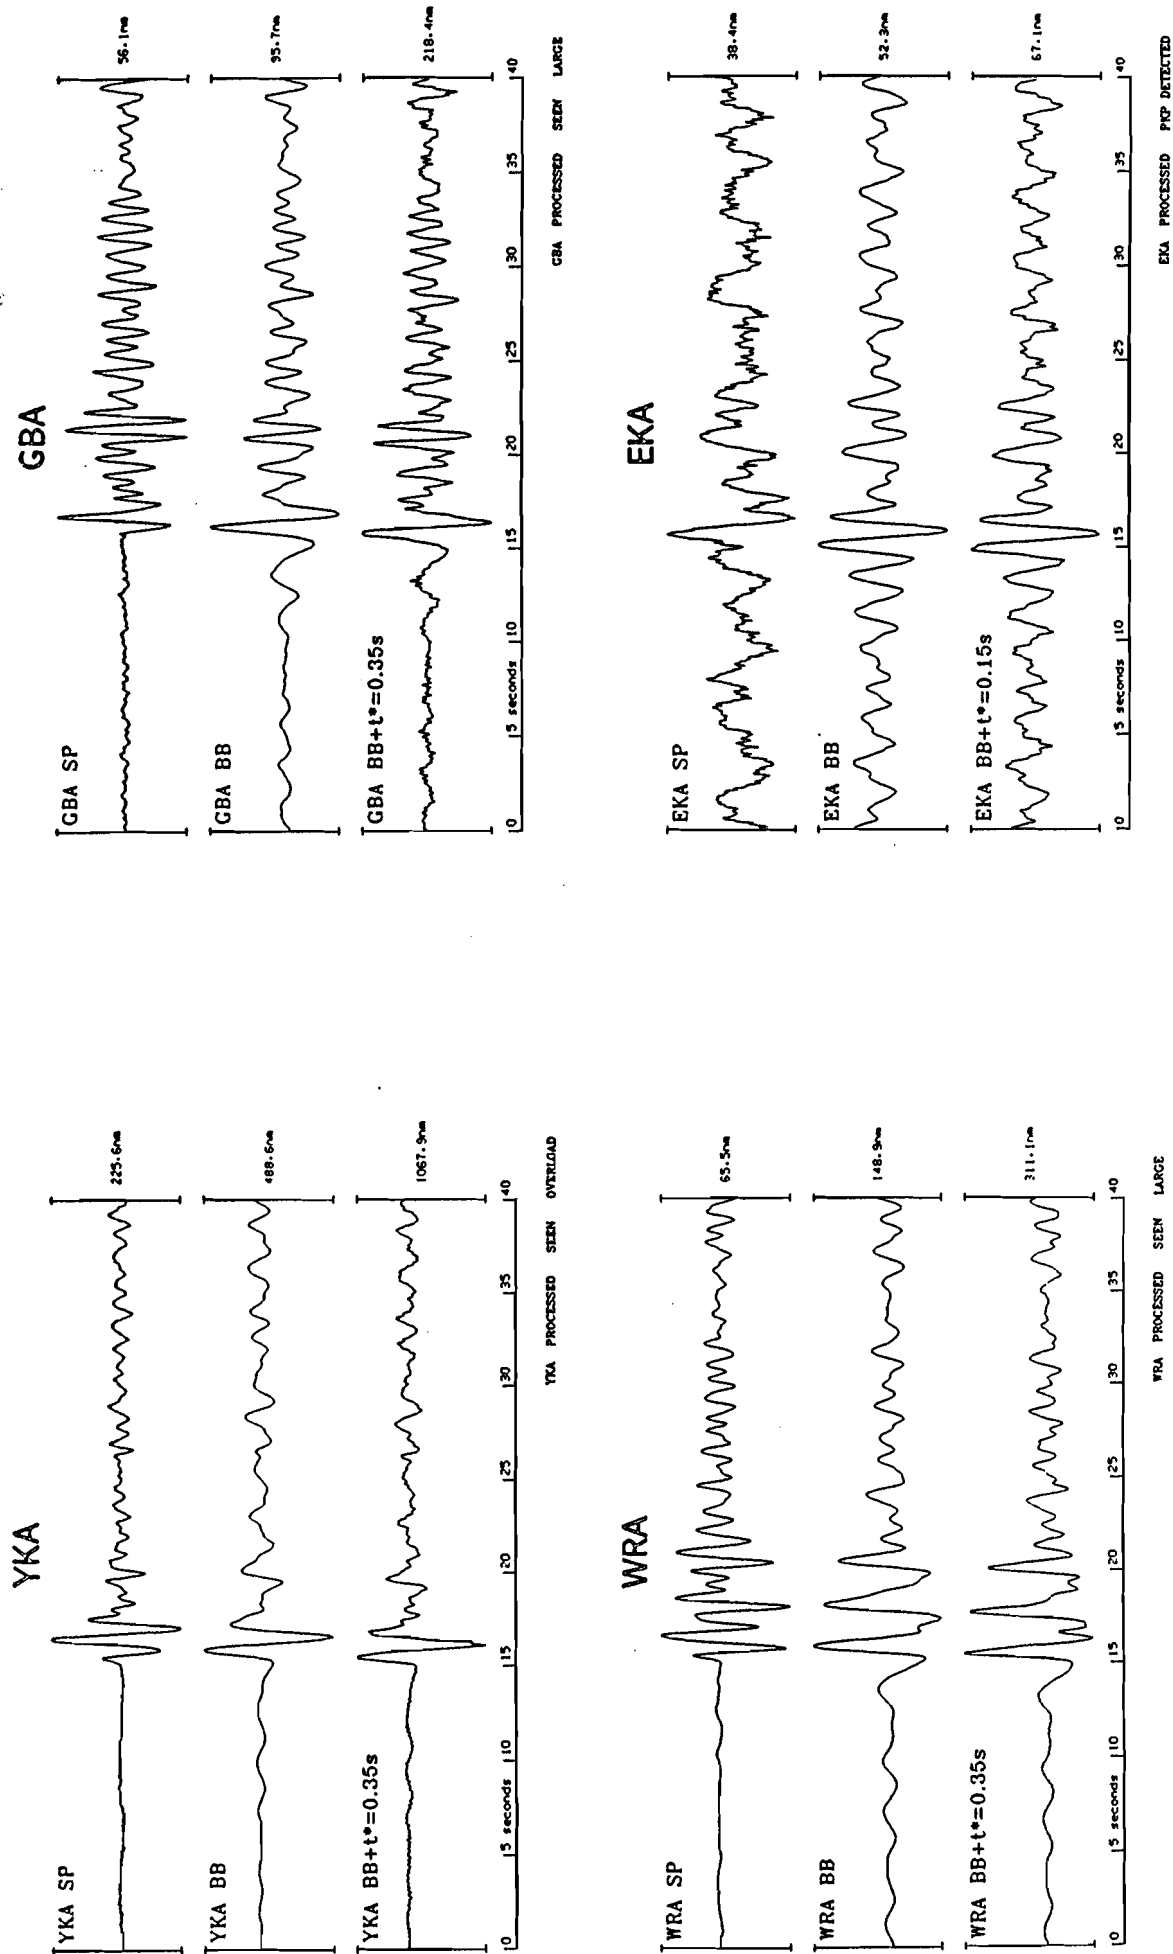 YKA
YKA SP
225.6nm
YKA BB
488.6nm
YKA BB+t*=0.35s
1067.9nm
|0 |5 seconds |10 |15 |20 |25 |30 |35 |40
YKA PROCESSED SEEN OVERLOAD
GBA
GBA SP
56.1nm
GBA BB
95.7nm
GBA BB+t*=0.35s
218.4nm
|0 |5 seconds |10 |15 |20 |25 |30 |35 |40
GBA PROCESSED SEEN LARGE
WRA
WRA SP
65.5nm
WRA BB
148.9nm
WRA BB+t*=0.35s
311.1nm
|0 |5 seconds |10 |15 |20 |25 |30 |35 |40
WRA PROCESSED SEEN LARGE
EKA
EKA SP
38.4nm
EKA BB
52.3nm
EKA BB+t*=0.15s
67.1nm
|0 |5 seconds |10 |15 |20 |25 |30 |35 |40
EKA PROCESSED PKP DETECTED